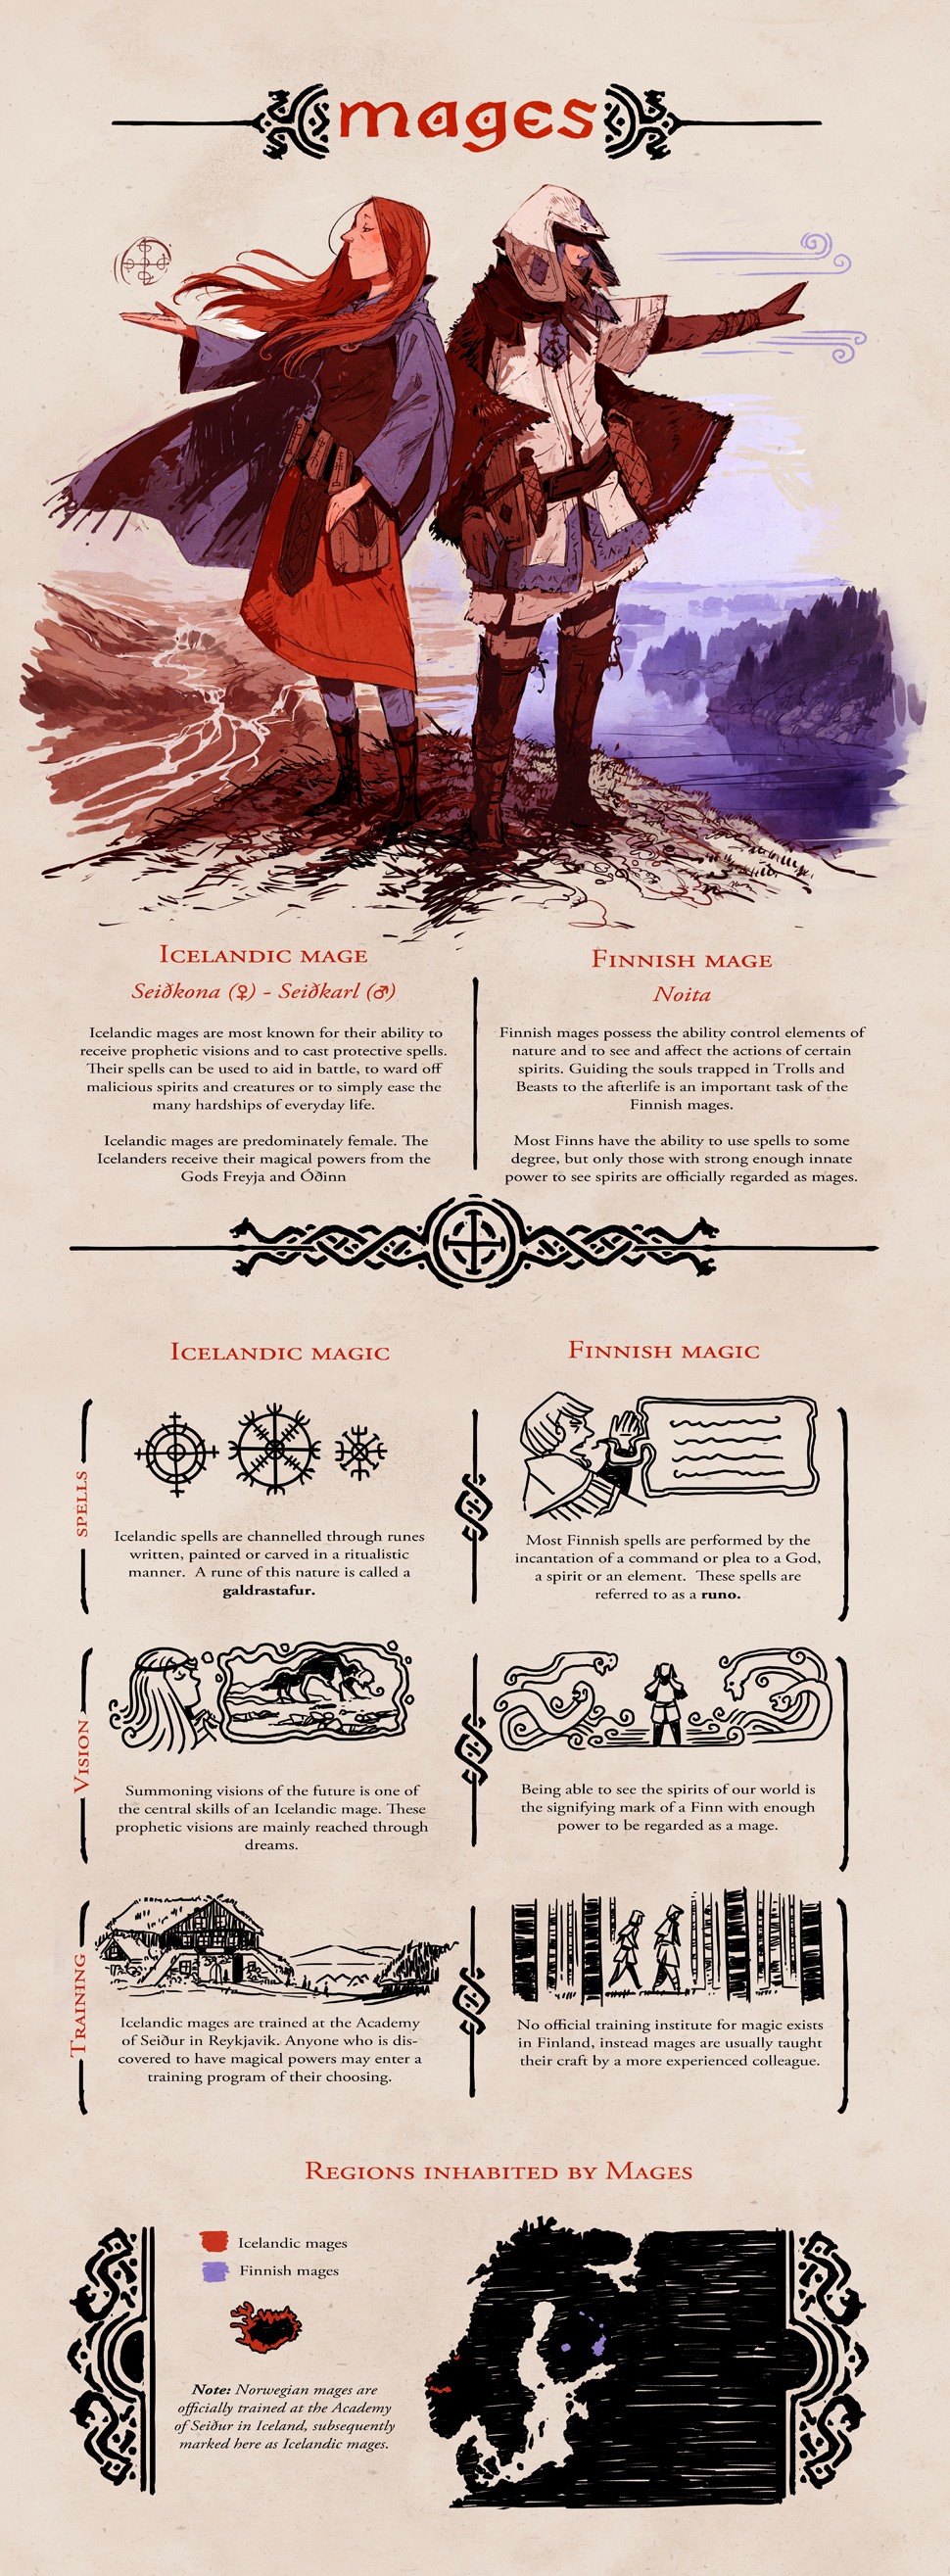 mages
Icelandic mage
Seiðkona (♀) - Seiðkarl (♂)
Icelandic mages are most known for their ability to
receive prophetic visions and to cast protective spells.
Their spells can be used to aid in battle, to ward off
malicious spirits and creatures or to simply ease the
many hardships of everyday life.
Icelandic mages are predominately female. The
Icelanders receive their magical powers from the
Gods Freyja and Óðinn
Finnish mage
Noita
Finnish mages possess the ability control elements of
nature and to see and affect the actions of certain
spirits. Guiding the souls trapped in Trolls and
Beasts to the afterlife is an important task of the
Finnish mages.
Most Finns have the ability to use spells to some
degree, but only those with strong enough innate
power to see spirits are officially regarded as mages.
Icelandic magic
Finnish magic
spells
Icelandic spells are channelled through runes
written, painted or carved in a ritualistic
manner. A rune of this nature is called a
galdrastafur.
Most Finnish spells are performed by the
incantation of a command or plea to a God,
a spirit or an element. These spells are
referred to as a runo.
Vision
Summoning visions of the future is one of
the central skills of an Icelandic mage. These
prophetic visions are mainly reached through
dreams.
Being able to see the spirits of our world is
the signifying mark of a Finn with enough
power to be regarded as a mage.
Training
Icelandic mages are trained at the Academy
of Seiður in Reykjavik. Anyone who is dis-
covered to have magical powers may enter a
training program of their choosing.
No official training institute for magic exists
in Finland, instead mages are usually taught
their craft by a more experienced colleague.
Regions inhabited by Mages
Icelandic mages
Finnish mages
Note: Norwegian mages are
officially trained at the Academy
of Seiður in Iceland, subsequently
marked here as Icelandic mages.